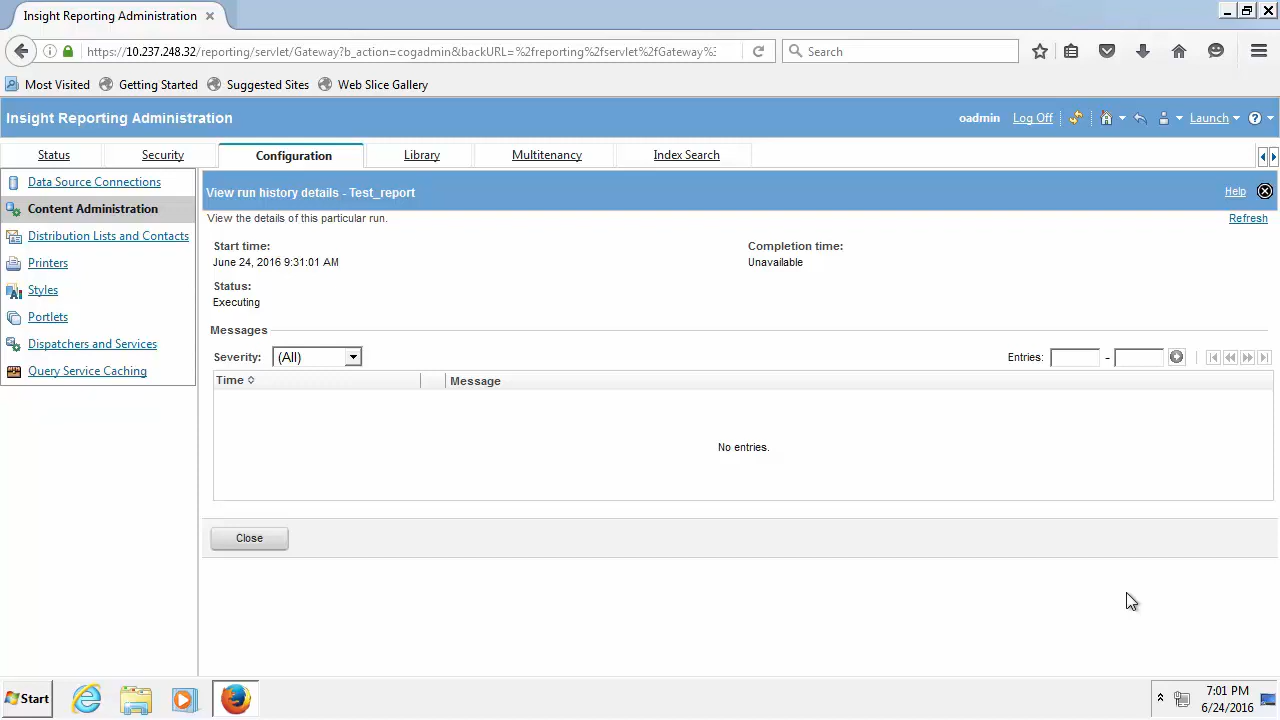 Insight Reporting Administration
https://10.237.248.32/reporting/servlet/Gateway?b_action=cogadmin&backURL=%2freporting%2fservlet%2fGateway%3
Search
Most Visited
Getting Started
Suggested Sites
Web Slice Gallery
Insight Reporting Administration
oadmin
Log Off
Launch
Status
Security
Configuration
Library
Multitenancy
Index Search
Data Source Connections
Content Administration
Distribution Lists and Contacts
Printers
Styles
Portlets
Dispatchers and Services
Query Service Caching
View run history details - Test_report
Help
View the details of this particular run.
Refresh
Start time:
June 24, 2016 9:31:01 AM
Completion time:
Unavailable
Status:
Executing
Messages
Severity:
(All)
Entries:
-
Time
Message
No entries.
Close
Start
7:01 PM
6/24/2016